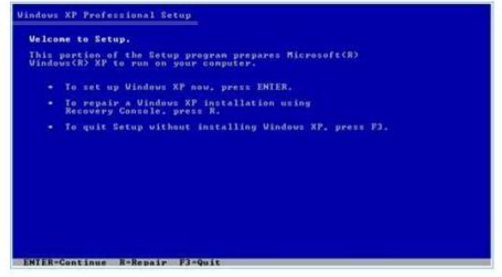 Windows XP Professional Setup
Welcome to Setup.
This portion of the Setup program prepares Microsoft(R)
Windows(R) XP to run on your computer.
• To set up Windows XP now, press ENTER.
• To repair a Windows XP installation using
Recovery Console, press R.
• To quit Setup without installing Windows XP, press F3.
ENTER=Continue R=Repair F3=Quit